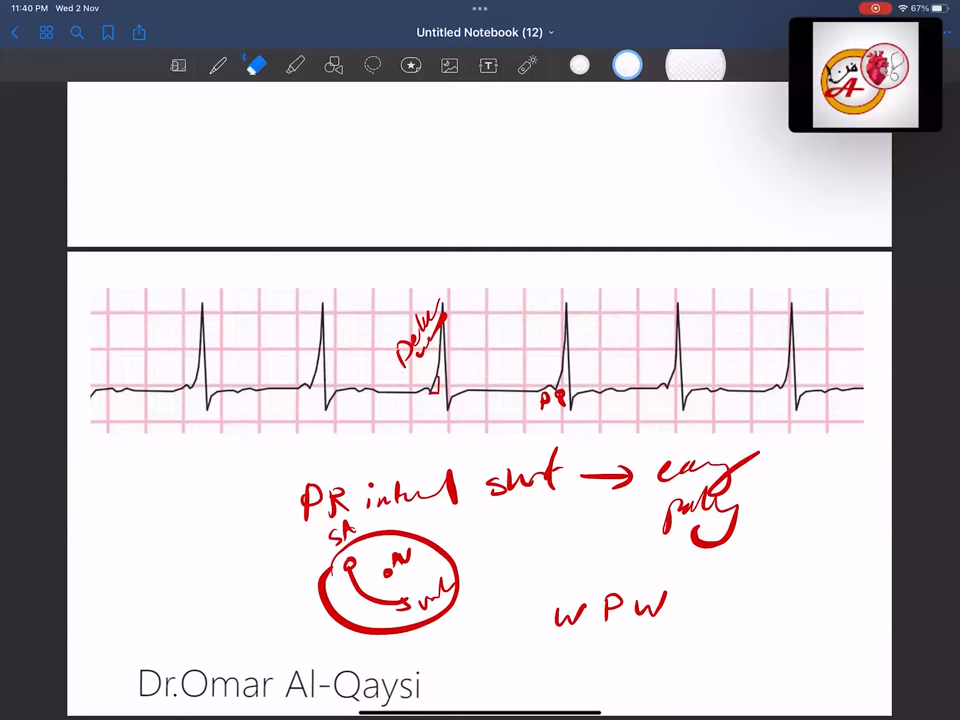 11:40 PM Wed 2 Nov
67%
Untitled Notebook (12)
فرن
A
Delta
PR
PR interval short →
SA
AV
WPW
Dr.Omar Al-Qaysi